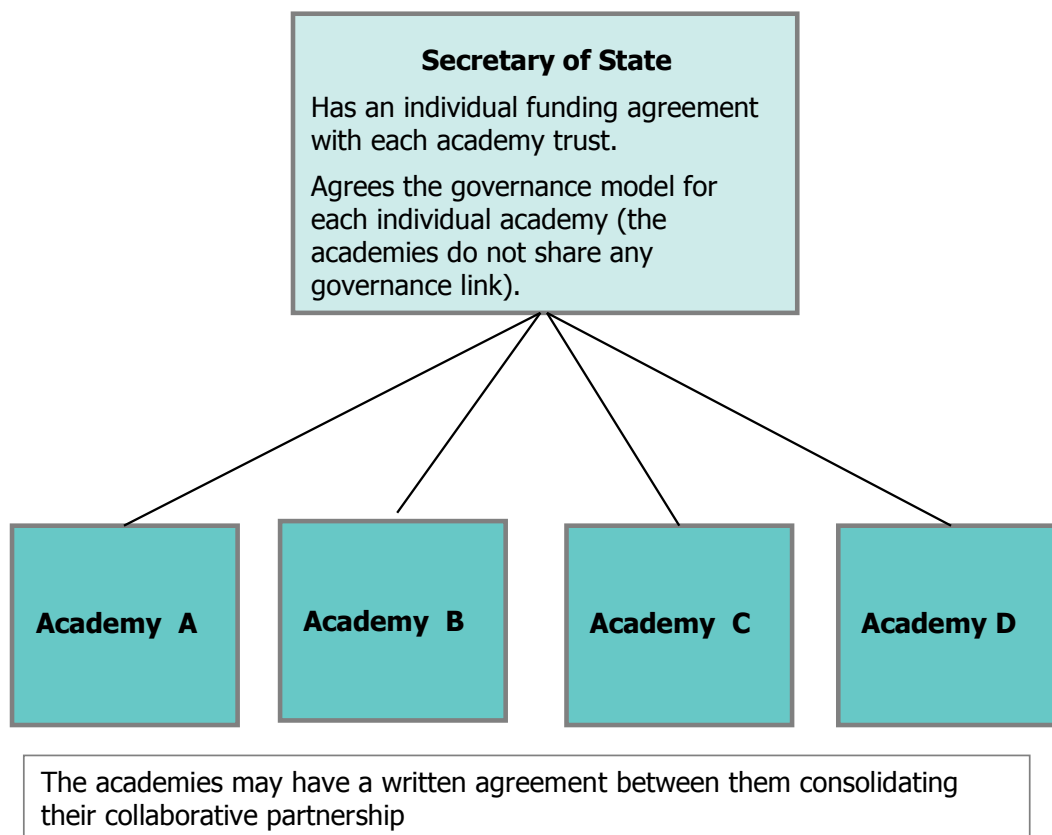 Secretary of State
Has an individual funding agreement
with each academy trust.
Agrees the governance model for
each individual academy (the
academies do not share any
governance link).
Academy  A
Academy  B
Academy  C
Academy D
The academies may have a written agreement between them consolidating
their collaborative partnership